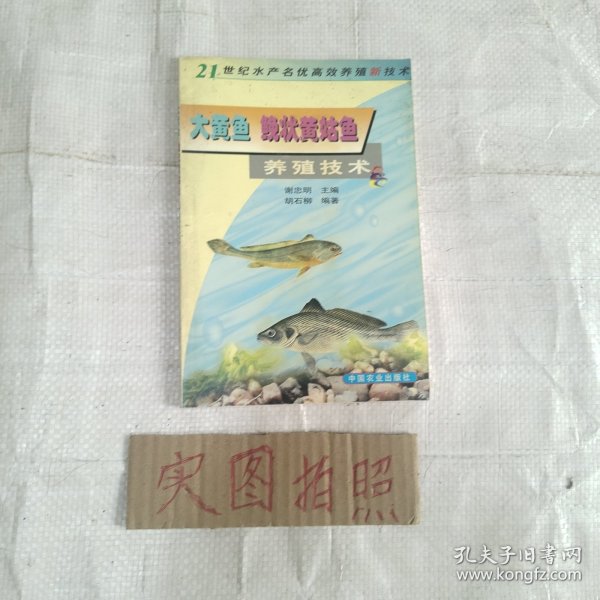 21世纪水产名优高效养殖新技术
大黄鱼 鮸状黄姑鱼
养殖技术
谢忠明 主编
胡石柳 编著
中国农业出版社
实图拍照
孔夫子旧书网
www.kongfz.com